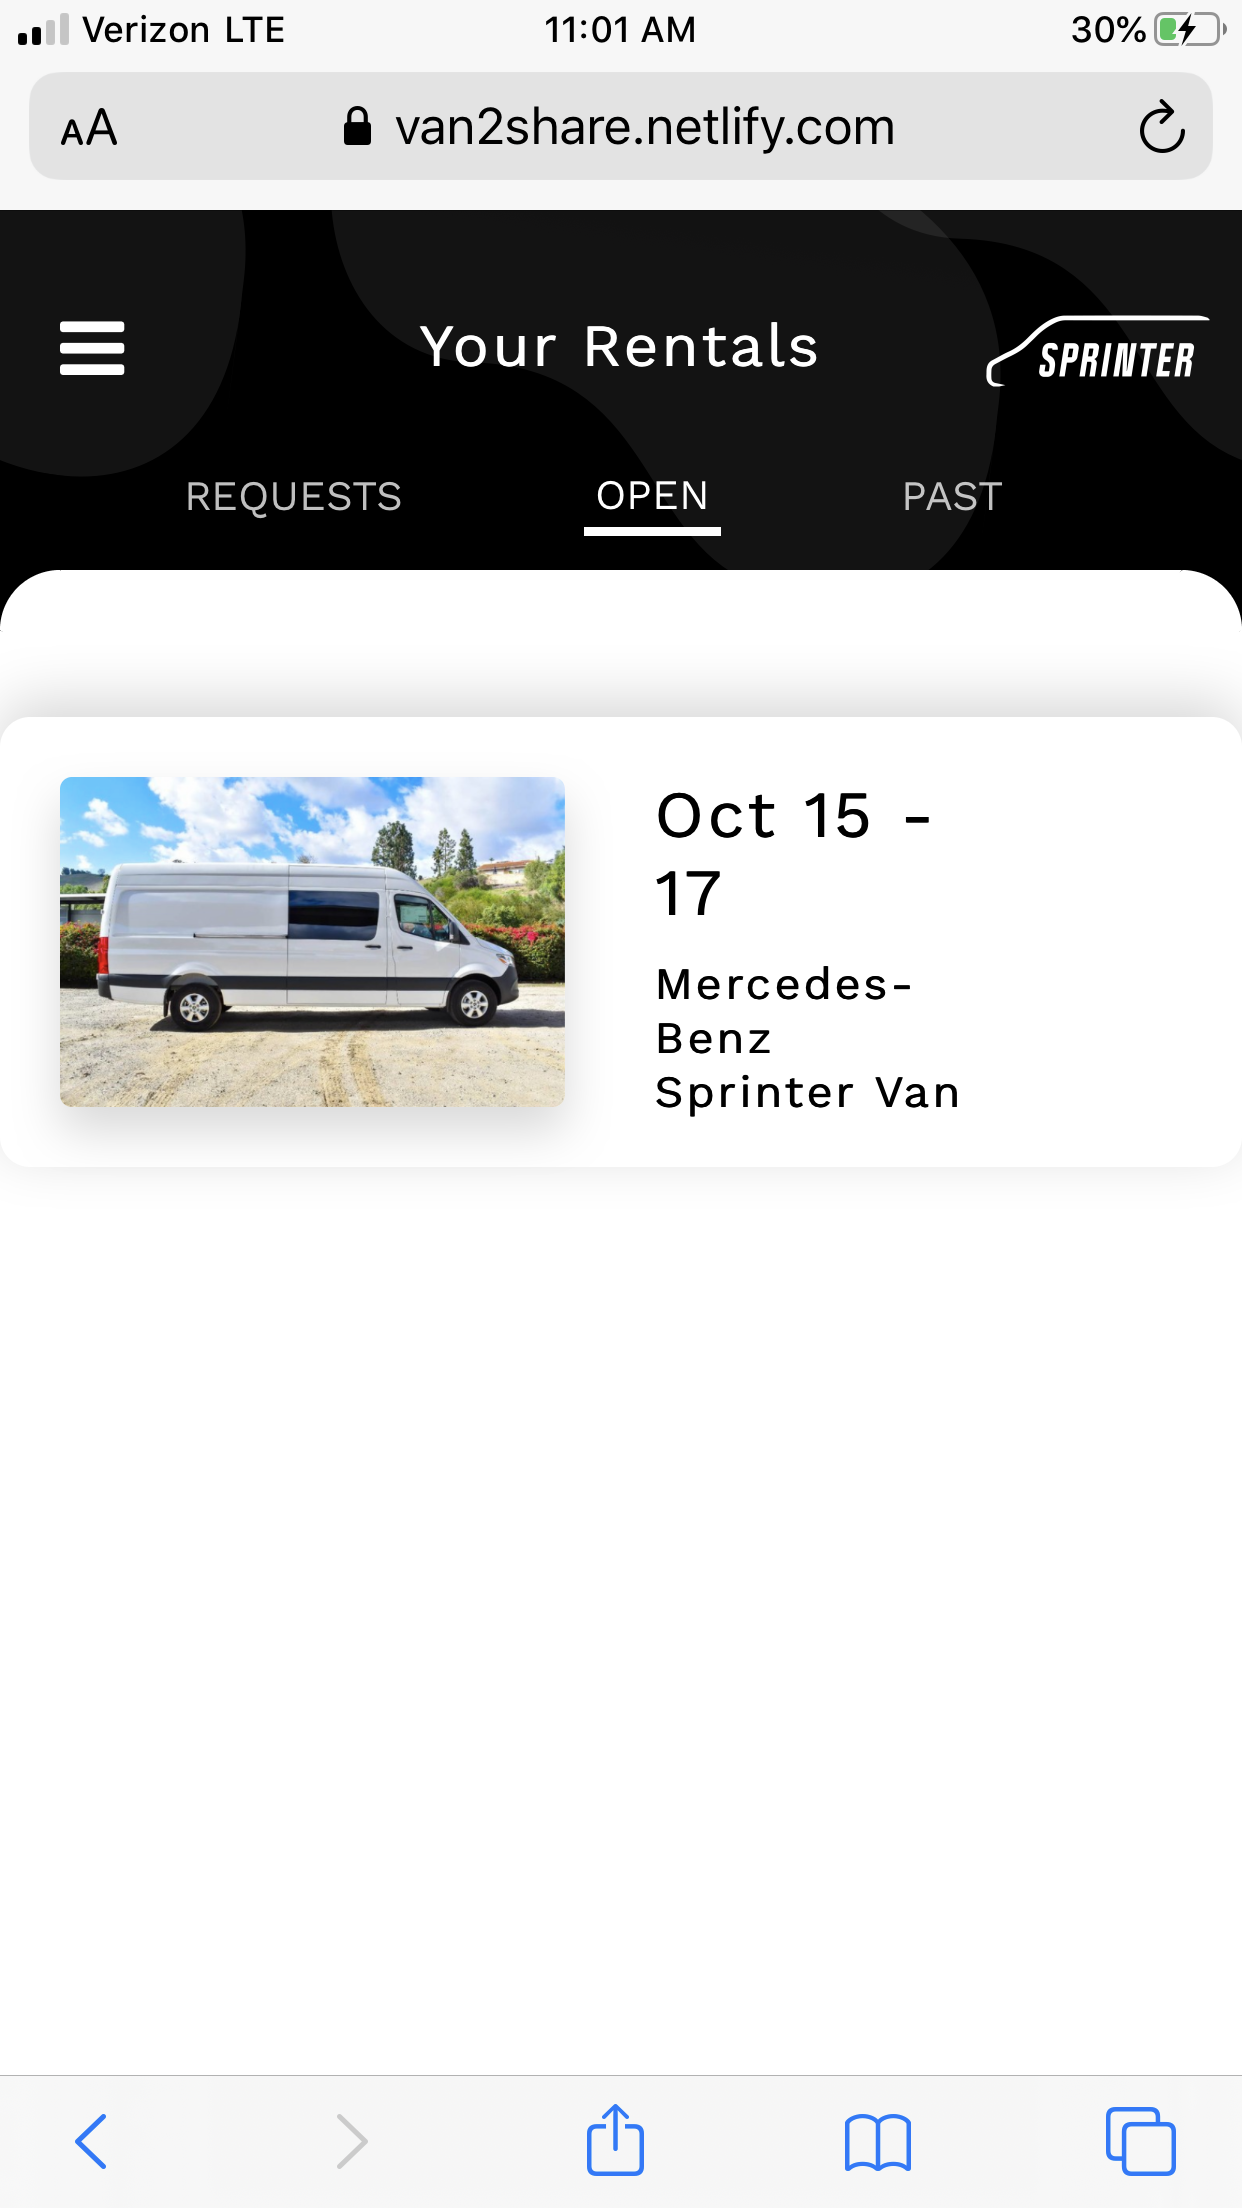 Verizon LTE 11:01 AM 30%
AA van2share.netlify.com
Your Rentals SPRINTER
REQUESTS OPEN PAST
Oct 15 -
17
Mercedes-
Benz
Sprinter Van